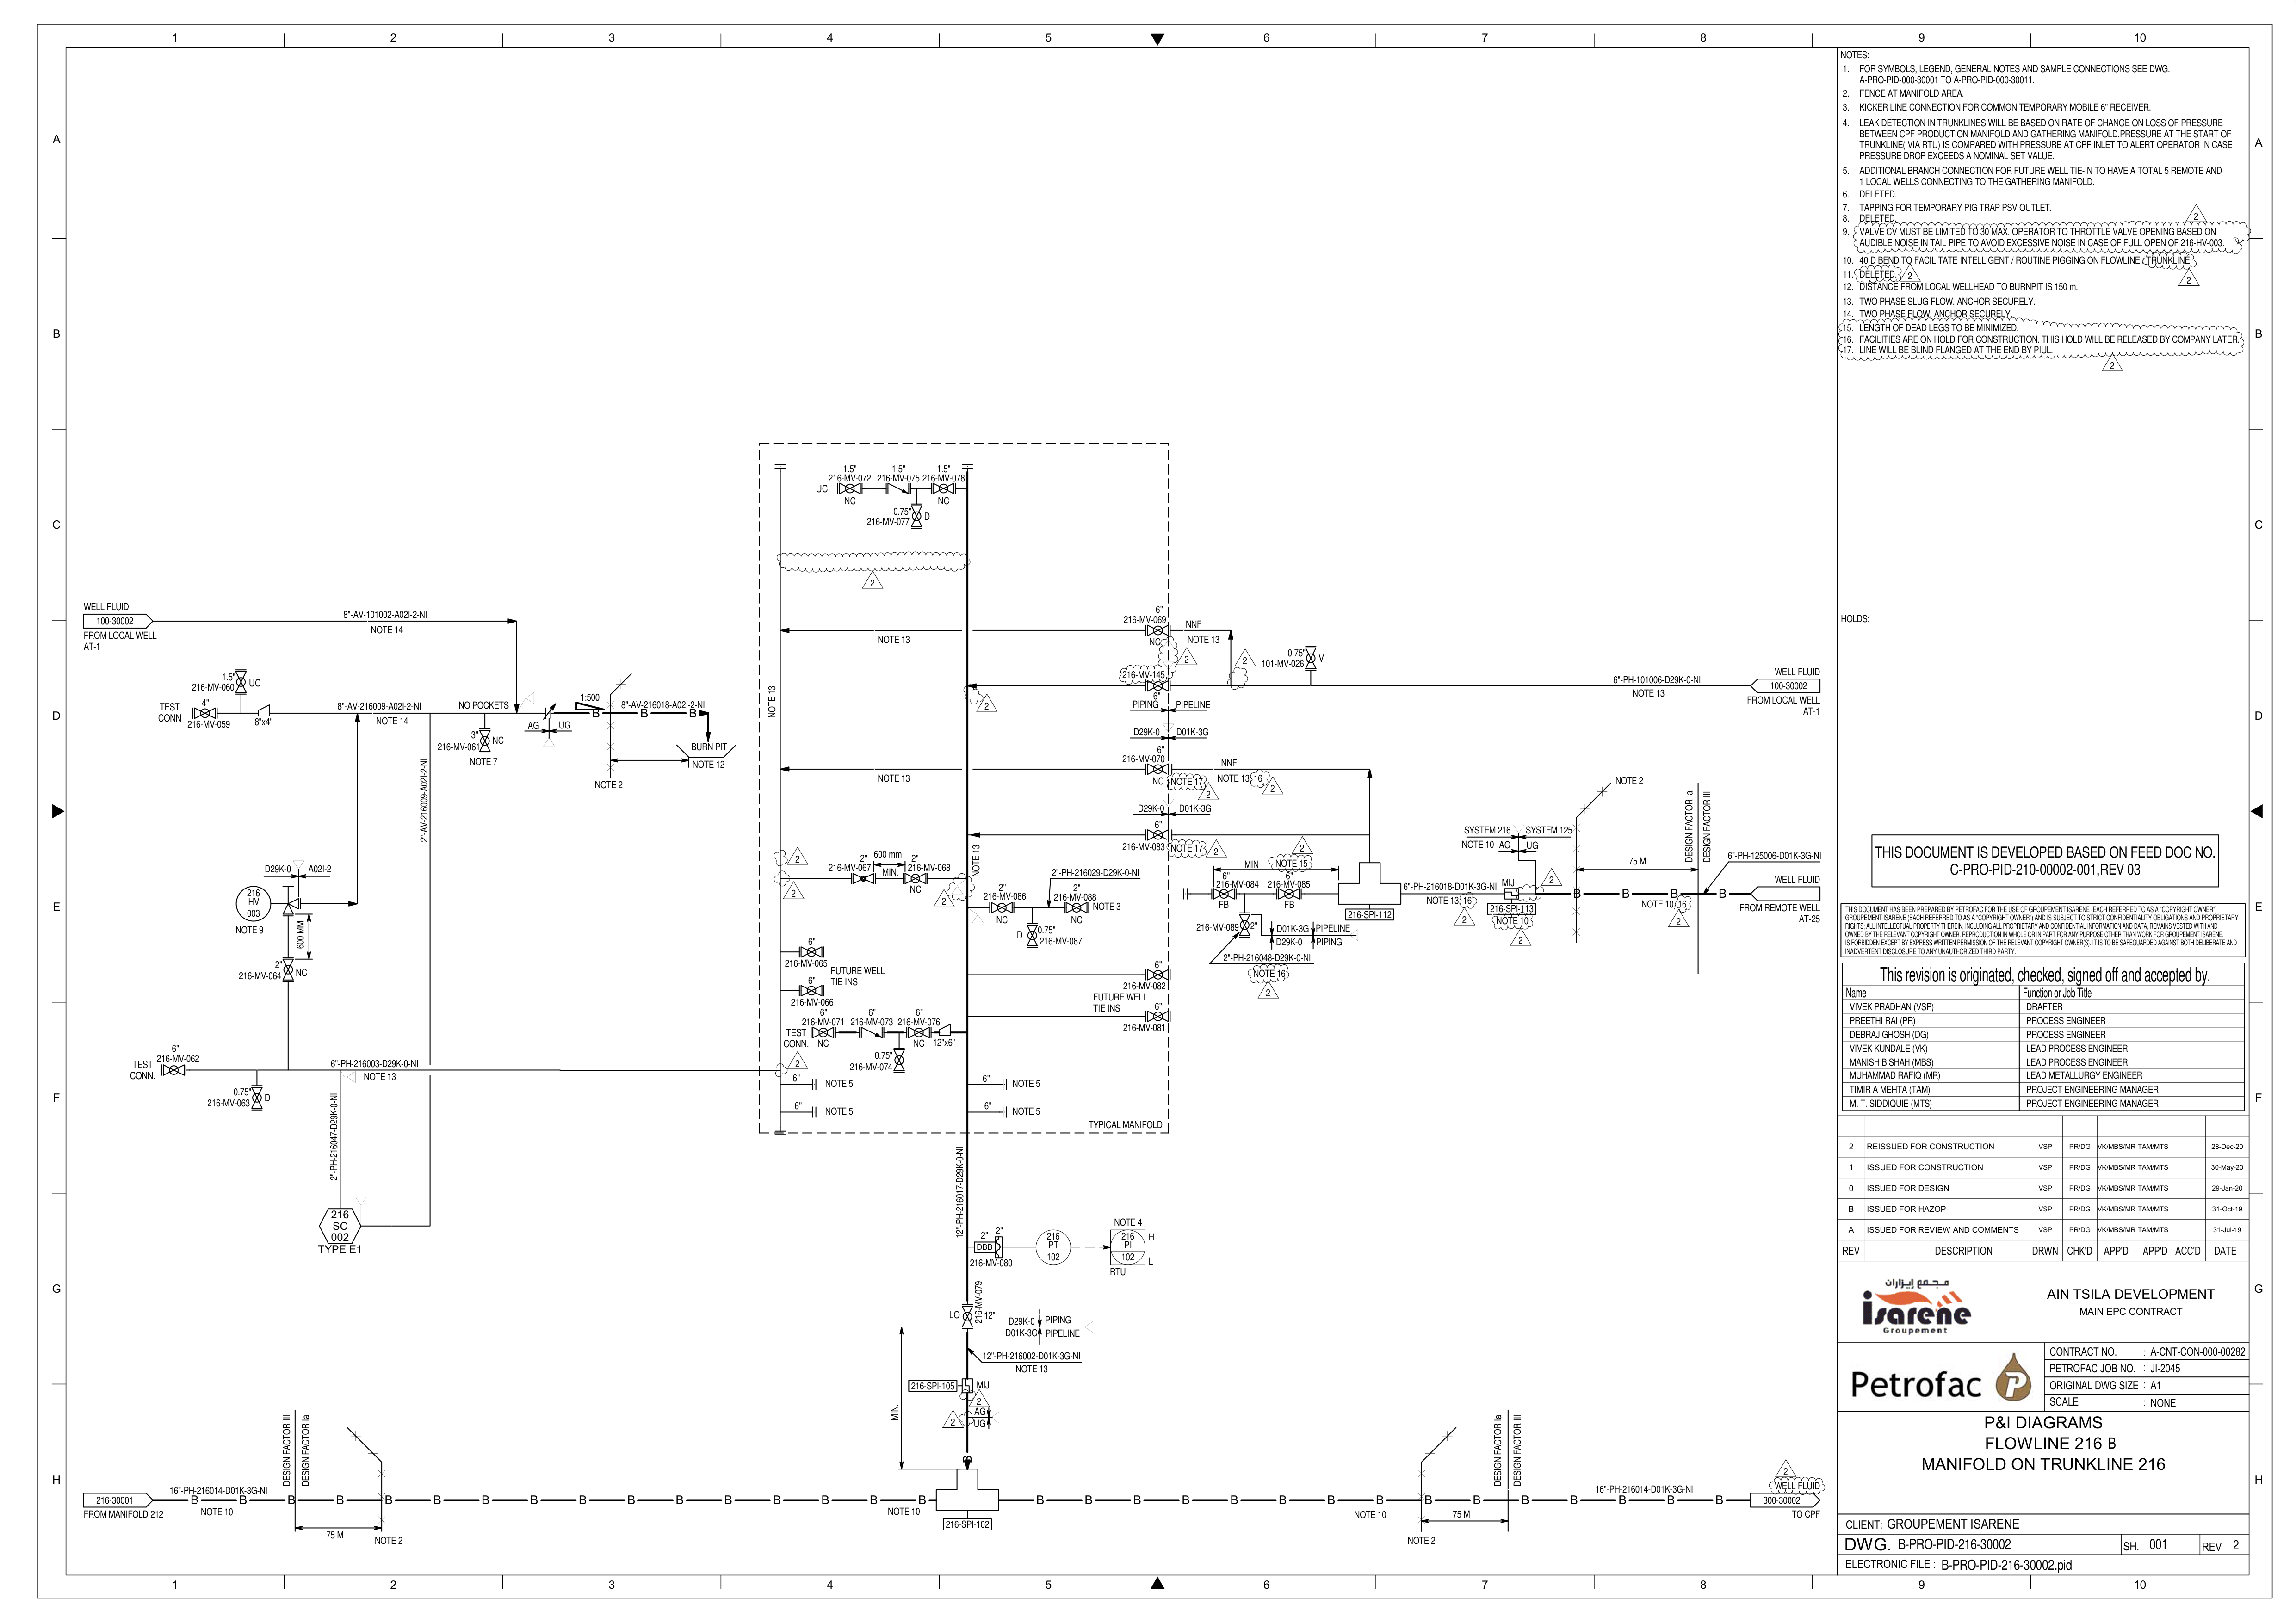 1 2 3 4 5 6 7 8 9 10
A
B
C
D
E
F
G
H
NOTES:
1. FOR SYMBOLS, LEGEND, GENERAL NOTES AND SAMPLE CONNECTIONS SEE DWG.
A-PRO-PID-000-30001 TO A-PRO-PID-000-30011.
2. FENCE AT MANIFOLD AREA.
3. KICKER LINE CONNECTION FOR COMMON TEMPORARY MOBILE 6" RECEIVER.
4. LEAK DETECTION IN TRUNKLINES WILL BE BASED ON RATE OF CHANGE ON LOSS OF PRESSURE
BETWEEN CPF PRODUCTION MANIFOLD AND GATHERING MANIFOLD.PRESSURE AT THE START OF
TRUNKLINE( VIA RTU) IS COMPARED WITH PRESSURE AT CPF INLET TO ALERT OPERATOR IN CASE
PRESSURE DROP EXCEEDS A NOMINAL SET VALUE.
5. ADDITIONAL BRANCH CONNECTION FOR FUTURE WELL TIE-IN TO HAVE A TOTAL 5 REMOTE AND
1 LOCAL WELLS CONNECTING TO THE GATHERING MANIFOLD.
6. DELETED.
7. TAPPING FOR TEMPORARY PIG TRAP PSV OUTLET.
8. DELETED.
2
9. VALVE CV MUST BE LIMITED TO 30 MAX. OPERATOR TO THROTTLE VALVE OPENING BASED ON
AUDIBLE NOISE IN TAIL PIPE TO AVOID EXCESSIVE NOISE IN CASE OF FULL OPEN OF 216-HV-003.
10. 40 D BEND TO FACILITATE INTELLIGENT / ROUTINE PIGGING ON FLOWLINE / TRUNKLINE.
11. DELETED. 2
2
12. DISTANCE FROM LOCAL WELLHEAD TO BURNPIT IS 150 m.
13. TWO PHASE SLUG FLOW, ANCHOR SECURELY.
14. TWO PHASE FLOW, ANCHOR SECURELY.
15. LENGTH OF DEAD LEGS TO BE MINIMIZED.
16. FACILITIES ARE ON HOLD FOR CONSTRUCTION. THIS HOLD WILL BE RELEASED BY COMPANY LATER.
17. LINE WILL BE BLIND FLANGED AT THE END BY PIUL.
2
HOLDS:
1.5" 1.5" 1.5"
216-MV-072 216-MV-075 216-MV-078
UC
NC NC
0.75"
D
216-MV-077
2
WELL FLUID
100-30002
FROM LOCAL WELL
AT-1
8"-AV-101002-A02I-2-NI
NOTE 14
1.5"
216-MV-060
UC
4"
TEST
CONN
216-MV-059
8"x4"
8"-AV-216009-A02I-2-NI
NOTE 14
NO POCKETS
3"
216-MV-061
NC
NOTE 7
AG UG
1:500
B B B
8"-AV-216018-A02I-2-NI
BURN PIT
NOTE 12
NOTE 2
2"-AV-216009-A02I-2-NI
D29K-0 A02I-2
216
HV
003
NOTE 9
600 MM
2"
216-MV-064
NC
6"
216-MV-062
TEST
CONN.
0.75"
D
216-MV-063
6"-PH-216003-D29K-0-NI
NOTE 13
2"-PH-216047-D29K-0-NI
216
SC
002
TYPE E1
NOTE 13
NOTE 13
NOTE 13
NOTE 13
6"
216-MV-069
NC
NNF
NOTE 13
2
2
216-MV-145
6"
2
PIPING PIPELINE
D29K-0 D01K-3G
0.75"
V
101-MV-026
6"-PH-101006-D29K-0-NI
NOTE 13
WELL FLUID
100-30002
FROM LOCAL WELL
AT-1
6"
216-MV-070
NC
NOTE 17
2
NNF
NOTE 13,16
2
D29K-0 D01K-3G
6"
216-MV-083
NOTE 17
2
2
2"
216-MV-067
600 mm
MIN.
2"
216-MV-068
NC
2
2
2
2"
216-MV-086
NC
2"-PH-216029-D29K-0-NI
2"
216-MV-088
NC
NOTE 3
0.75"
D
216-MV-087
6"
216-MV-065
6"
216-MV-066
FUTURE WELL
TIE INS
6"
216-MV-082
FUTURE WELL
TIE INS
6"
216-MV-081
6" 6" 6"
216-MV-071 216-MV-073 216-MV-076
TEST
CONN. NC NC 12"x6"
0.75"
216-MV-074
2
6" NOTE 5
6" NOTE 5
6" NOTE 5
6" NOTE 5
TYPICAL MANIFOLD
MIN
NOTE 15
2
6" 6"
216-MV-084 216-MV-085
FB FB
216-MV-089 2"
D01K-3G PIPELINE
D29K-0 PIPING
2"-PH-216048-D29K-0-NI
NOTE 16
2
216-SPI-112
6"-PH-216018-D01K-3G-NI
NOTE 13,16
2
SYSTEM 216 SYSTEM 125
NOTE 10 AG UG
MIJ
2
216-SPI-113
NOTE 10
2
NOTE 2
75 M
DESIGN FACTOR Ia
DESIGN FACTOR III
B B B B
NOTE 10,16
2
6"-PH-125006-D01K-3G-NI
WELL FLUID
FROM REMOTE WELL
AT-25
12"-PH-216017-D29K-0-NI
2" 2"
DBB
216-MV-080
216
PT
102
NOTE 4
216
PI
102
H
L
RTU
LO
216-MV-079
12"
D29K-0 PIPING
D01K-3G PIPELINE
12"-PH-216002-D01K-3G-NI
NOTE 13
216-SPI-105
MIJ
2
AG
UG
2
MIN.
B
216-30001
FROM MANIFOLD 212
16"-PH-216014-D01K-3G-NI
NOTE 10
DESIGN FACTOR III
DESIGN FACTOR Ia
75 M
NOTE 2
B B B B B B B B B B B B B B B B
NOTE 10
216-SPI-102
B B B B B B B B B B B B B B B
NOTE 10
NOTE 2
75 M
DESIGN FACTOR Ia
DESIGN FACTOR III
16"-PH-216014-D01K-3G-NI
2
WELL FLUID
300-30002
TO CPF
THIS DOCUMENT IS DEVELOPED BASED ON FEED DOC NO.
C-PRO-PID-210-00002-001,REV 03
THIS DOCUMENT HAS BEEN PREPARED BY PETROFAC FOR THE USE OF GROUPEMENT ISARENE (EACH REFERRED TO AS A "COPYRIGHT OWNER")
GROUPEMENT ISARENE (EACH REFERRED TO AS A "COPYRIGHT OWNER") AND IS SUBJECT TO STRICT CONFIDENTIALITY OBLIGATIONS AND PROPRIETARY
RIGHTS; ALL INTELLECTUAL PROPERTY THEREIN, INCLUDING ALL PROPRIETARY AND CONFIDENTIAL INFORMATION AND DATA, REMAINS VESTED WITH AND
OWNED BY THE RELEVANT COPYRIGHT OWNER. REPRODUCTION IN WHOLE OR IN PART FOR ANY PURPOSE OTHER THAN WORK FOR GROUPEMENT ISARENE,
IS FORBIDDEN EXCEPT BY EXPRESS WRITTEN PERMISSION OF THE RELEVANT COPYRIGHT OWNER(S). IT IS TO BE SAFEGUARDED AGAINST BOTH DELIBERATE AND
INADVERTENT DISCLOSURE TO ANY UNAUTHORIZED THIRD PARTY.
This revision is originated, checked, signed off and accepted by.
Name Function or Job Title
VIVEK PRADHAN (VSP) DRAFTER
PREETHI RAI (PR) PROCESS ENGINEER
DEBRAJ GHOSH (DG) PROCESS ENGINEER
VIVEK KUNDALE (VK) LEAD PROCESS ENGINEER
MANISH B SHAH (MBS) LEAD PROCESS ENGINEER
MUHAMMAD RAFIQ (MR) LEAD METALLURGY ENGINEER
TIMIR A MEHTA (TAM) PROJECT ENGINEERING MANAGER
M. T. SIDDIQUIE (MTS) PROJECT ENGINEERING MANAGER
2 REISSUED FOR CONSTRUCTION VSP PR/DG VK/MBS/MR TAM/MTS 28-Dec-20
1 ISSUED FOR CONSTRUCTION VSP PR/DG VK/MBS/MR TAM/MTS 30-May-20
0 ISSUED FOR DESIGN VSP PR/DG VK/MBS/MR TAM/MTS 29-Jan-20
B ISSUED FOR HAZOP VSP PR/DG VK/MBS/MR TAM/MTS 31-Oct-19
A ISSUED FOR REVIEW AND COMMENTS VSP PR/DG VK/MBS/MR TAM/MTS 31-Jul-19
REV DESCRIPTION DRWN CHK'D APP'D APP'D ACC'D DATE
مجمع إيزاران
isarene
Groupement
AIN TSILA DEVELOPMENT
MAIN EPC CONTRACT
Petrofac
CONTRACT NO. : A-CNT-CON-000-00282
PETROFAC JOB NO. : JI-2045
ORIGINAL DWG SIZE : A1
SCALE : NONE
P&I DIAGRAMS
FLOWLINE 216 B
MANIFOLD ON TRUNKLINE 216
CLIENT: GROUPEMENT ISARENE
DWG. B-PRO-PID-216-30002 SH. 001 REV 2
ELECTRONIC FILE : B-PRO-PID-216-30002.pid
A
B
C
D
E
F
G
H
1 2 3 4 5 6 7 8 9 10